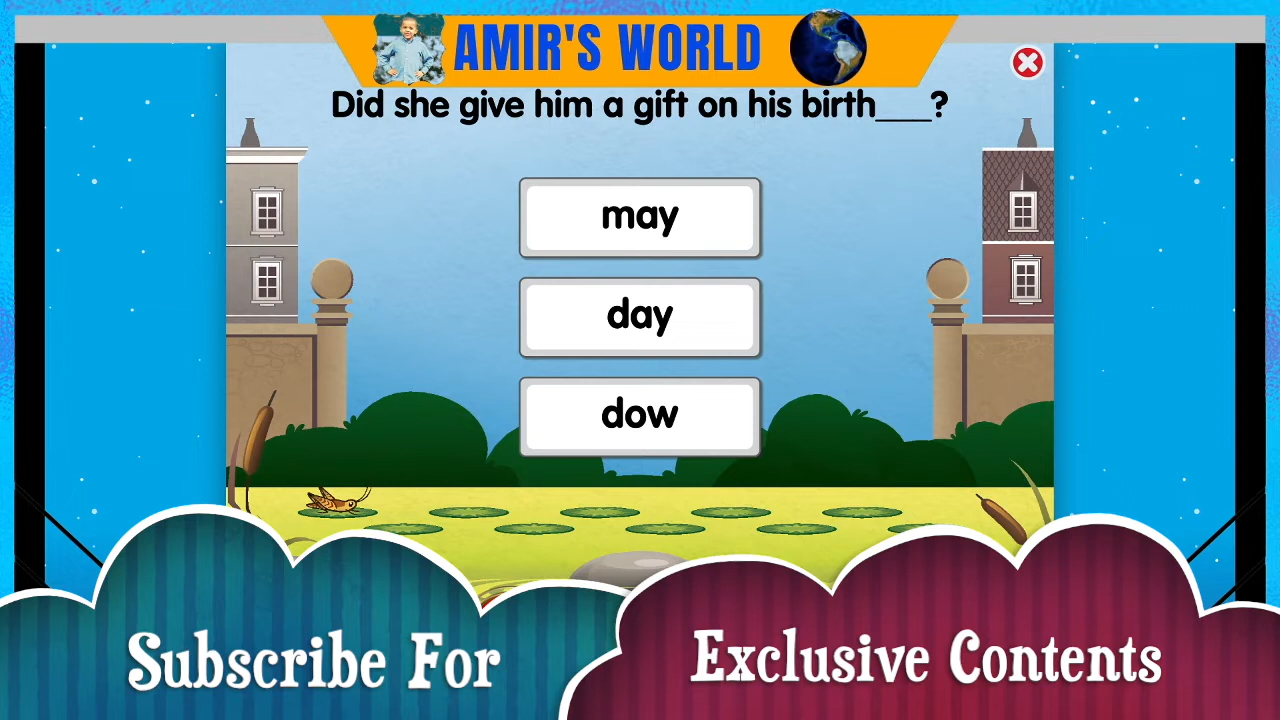 AMIR'S WORLD
Did she give him a gift on his birth___?
may
day
dow
Subscribe For
Exclusive Contents